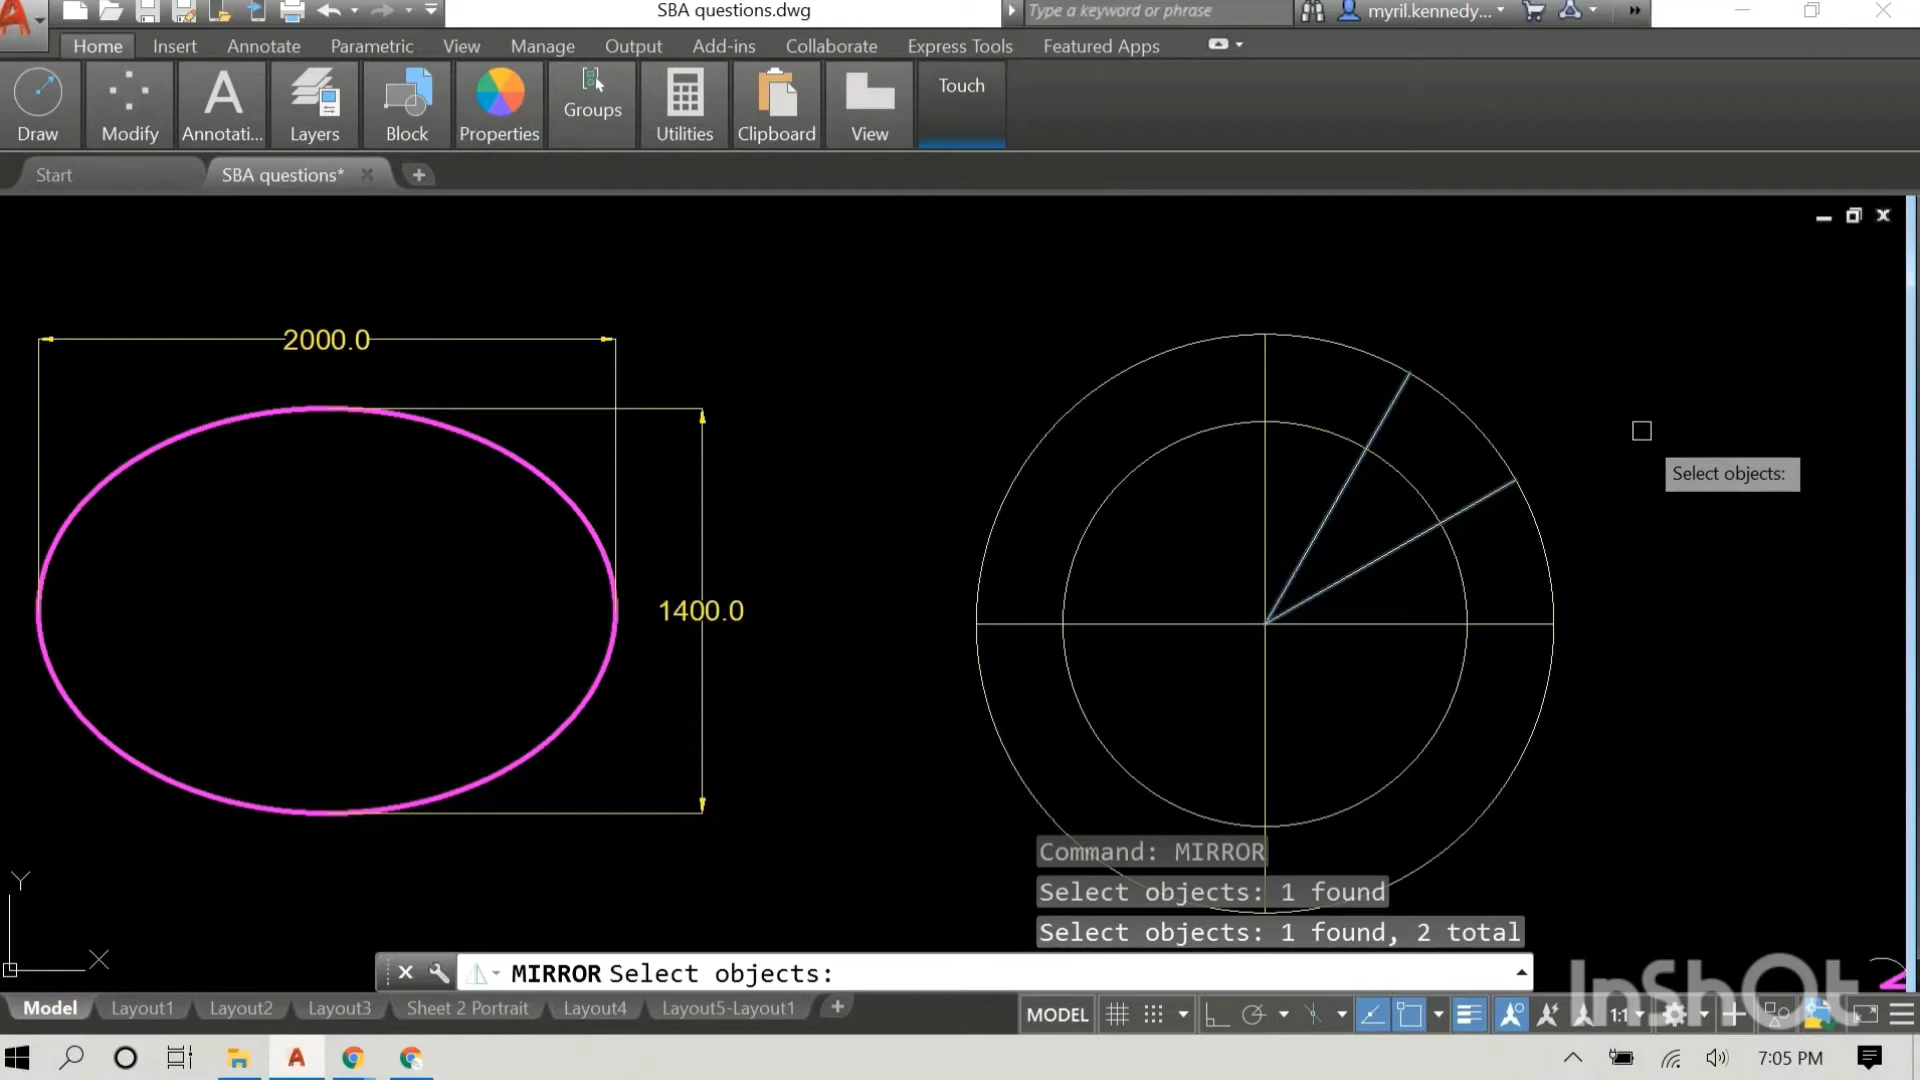 SBA questions.dwg
Type a keyword or phrase
myril.kennedy...
Home Insert Annotate Parametric View Manage Output Add-ins Collaborate Express Tools Featured Apps
Draw Modify Annotati... Layers Block Properties Groups Utilities Clipboard View Touch
Start SBA questions*
2000.0
1400.0
Select objects:
Command: MIRROR
Select objects: 1 found
Select objects: 1 found, 2 total
MIRROR Select objects:
Y
X
Model Layout1 Layout2 Layout3 Sheet 2 Portrait Layout4 Layout5-Layout1
MODEL 1:1
InShOt
7:05 PM